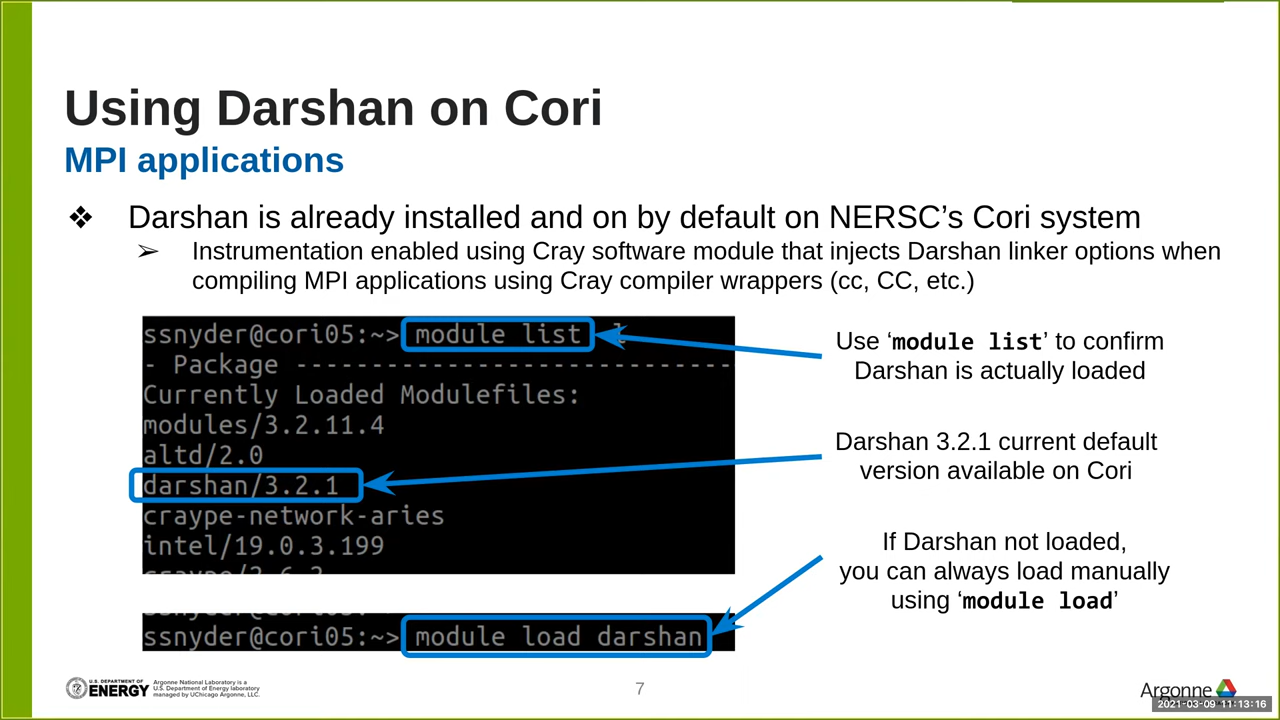 Using Darshan on Cori
MPI applications
❖ Darshan is already installed and on by default on NERSC's Cori system
➢ Instrumentation enabled using Cray software module that injects Darshan linker options when
compiling MPI applications using Cray compiler wrappers (cc, CC, etc.)
ssnyder@cori05:~> module list
- Package -----------------------------
Currently Loaded Modulefiles:
modules/3.2.11.4
altd/2.0
darshan/3.2.1
craype-network-aries
intel/19.0.3.199
Use 'module list' to confirm
Darshan is actually loaded
Darshan 3.2.1 current default
version available on Cori
If Darshan not loaded,
you can always load manually
using 'module load'
ssnyder@cori05:~> module load darshan
U.S. DEPARTMENT OF
ENERGY
Argonne National Laboratory is a
U.S. Department of Energy laboratory
managed by UChicago Argonne, LLC.
7
Argonne
2021-03-09 11:13:16